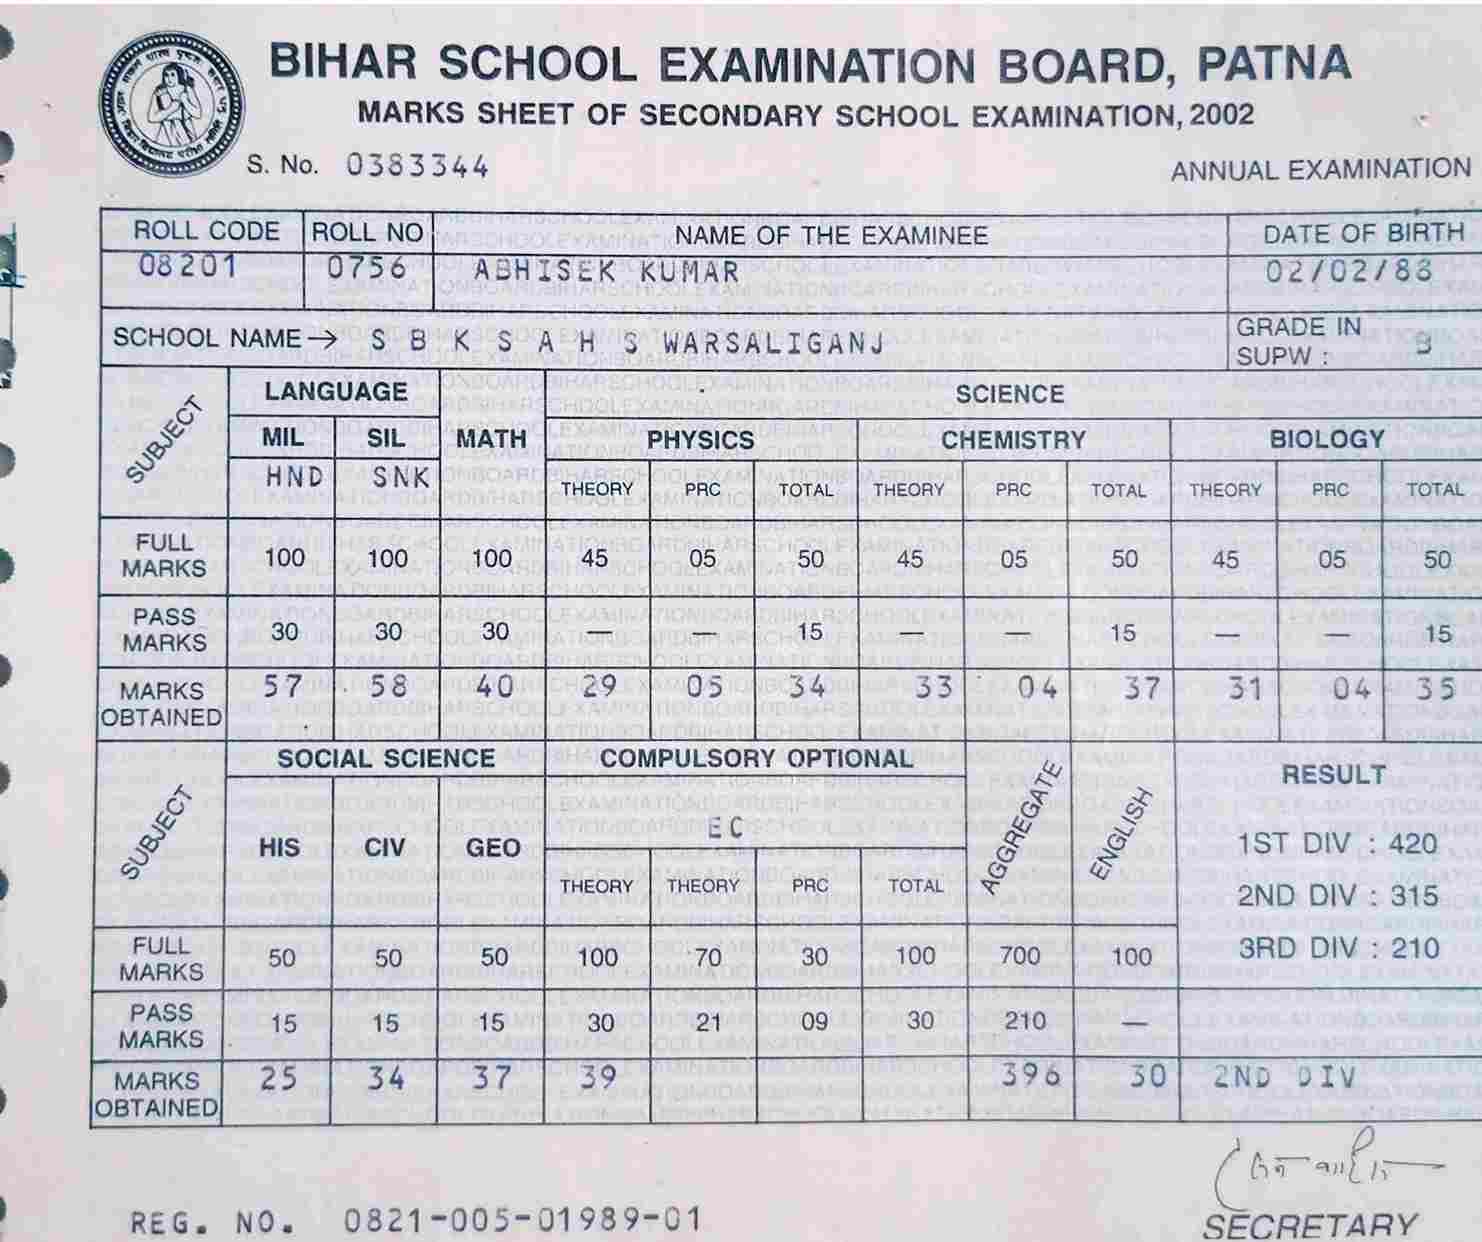 BIHAR SCHOOL EXAMINATION BOARD, PATNA
MARKS SHEET OF SECONDARY SCHOOL EXAMINATION, 2002
S. No. 0383344
ANNUAL EXAMINATION
ROLL CODE ROLL NO NAME OF THE EXAMINEE DATE OF BIRTH
08201 0756 ABHISEK KUMAR 02/02/88
SCHOOL NAME→ S B K S A H S WARSALIGANJ GRADE IN
SUPW :
SUBJECT LANGUAGE MATH SCIENCE
MIL SIL PHYSICS CHEMISTRY BIOLOGY
HND SNK THEORY PRC TOTAL THEORY PRC TOTAL THEORY PRC TOTAL
FULL MARKS 100 100 100 45 05 50 45 05 50 45 05 50
PASS MARKS 30 30 30 — — 15 — — 15 — — 15
MARKS OBTAINED 57 58 40 29 05 34 33 04 37 31 04 35
SUBJECT SOCIAL SCIENCE COMPULSORY OPTIONAL AGGREGATE ENGLISH RESULT
HIS CIV GEO EC
THEORY THEORY PRC TOTAL
1ST DIV : 420
2ND DIV : 315
3RD DIV : 210
FULL MARKS 50 50 50 100 70 30 100 700 100
PASS MARKS 15 15 15 30 21 09 30 210 —
MARKS OBTAINED 25 34 37 39 396 30 2ND DIV
REG. NO. 0821-005-01989-01
SECRETARY